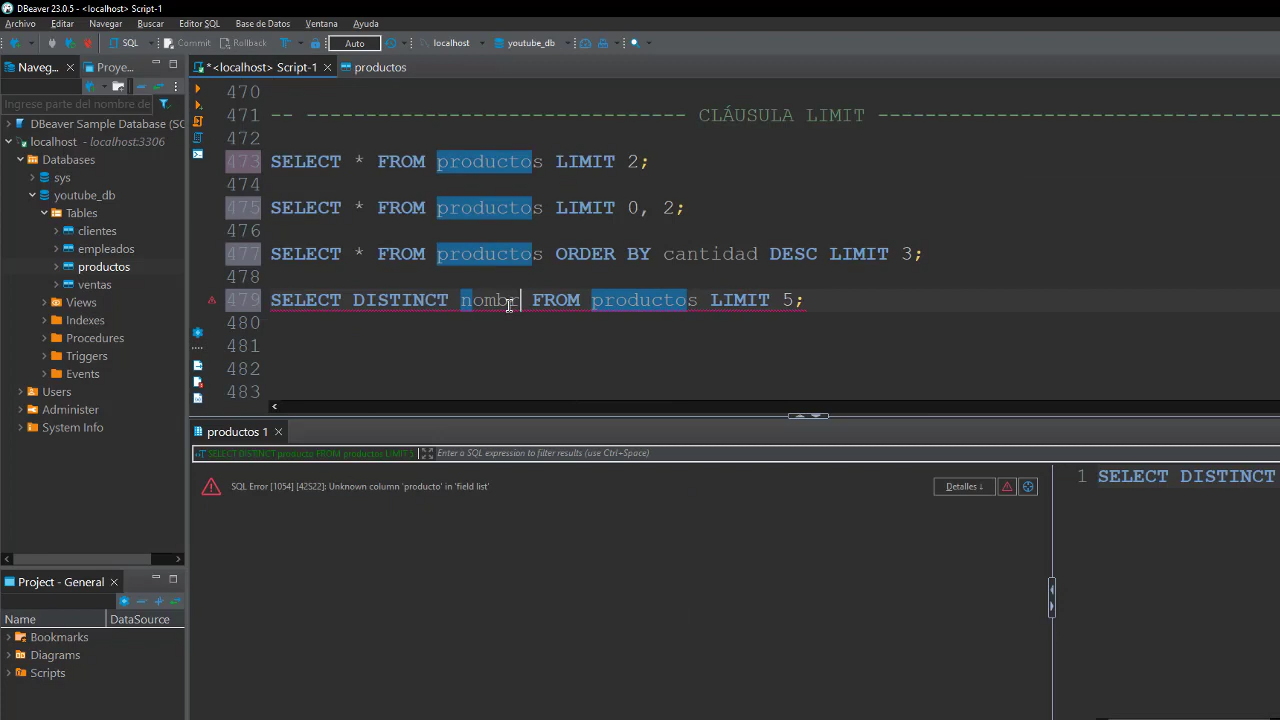 DBeaver 23.0.5 - <localhost> Script-1
Archivo Editar Navegar Buscar Editor SQL Base de Datos Ventana Ayuda
SQL Commit Rollback Auto localhost youtube_db
Naveg... Proye... *<localhost> Script-1 productos
Ingrese parte del nombre de
DBeaver Sample Database (SC
localhost - localhost:3306
Databases
sys
youtube_db
Tables
clientes
empleados
productos
ventas
Views
Indexes
Procedures
Triggers
Events
Users
Administer
System Info
470
471 -- -------------------------------- CLÁUSULA LIMIT ----------------------------------
472
473 SELECT * FROM productos LIMIT 2;
474
475 SELECT * FROM productos LIMIT 0, 2;
476
477 SELECT * FROM productos ORDER BY cantidad DESC LIMIT 3;
478
479 SELECT DISTINCT nombr FROM productos LIMIT 5;
480
481
482
483
productos 1
SELECT DISTINCT producto FROM productos LIMIT 5 Enter a SQL expression to filter results (use Ctrl+Space)
SQL Error [1054] [42S22]: Unknown column 'producto' in 'field list'
Detalles
1 SELECT DISTINCT
Project - General
Name DataSource
Bookmarks
Diagrams
Scripts